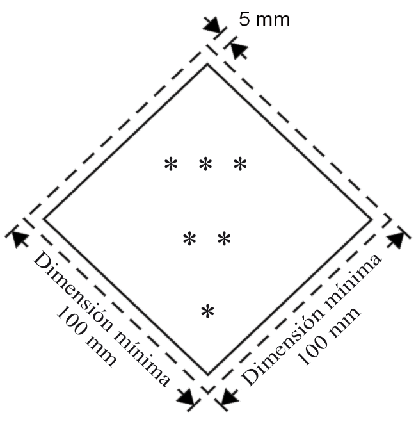 5 mm
* * *
* *
*
Dimensión mínima
100 mm
Dimensión mínima
100 mm